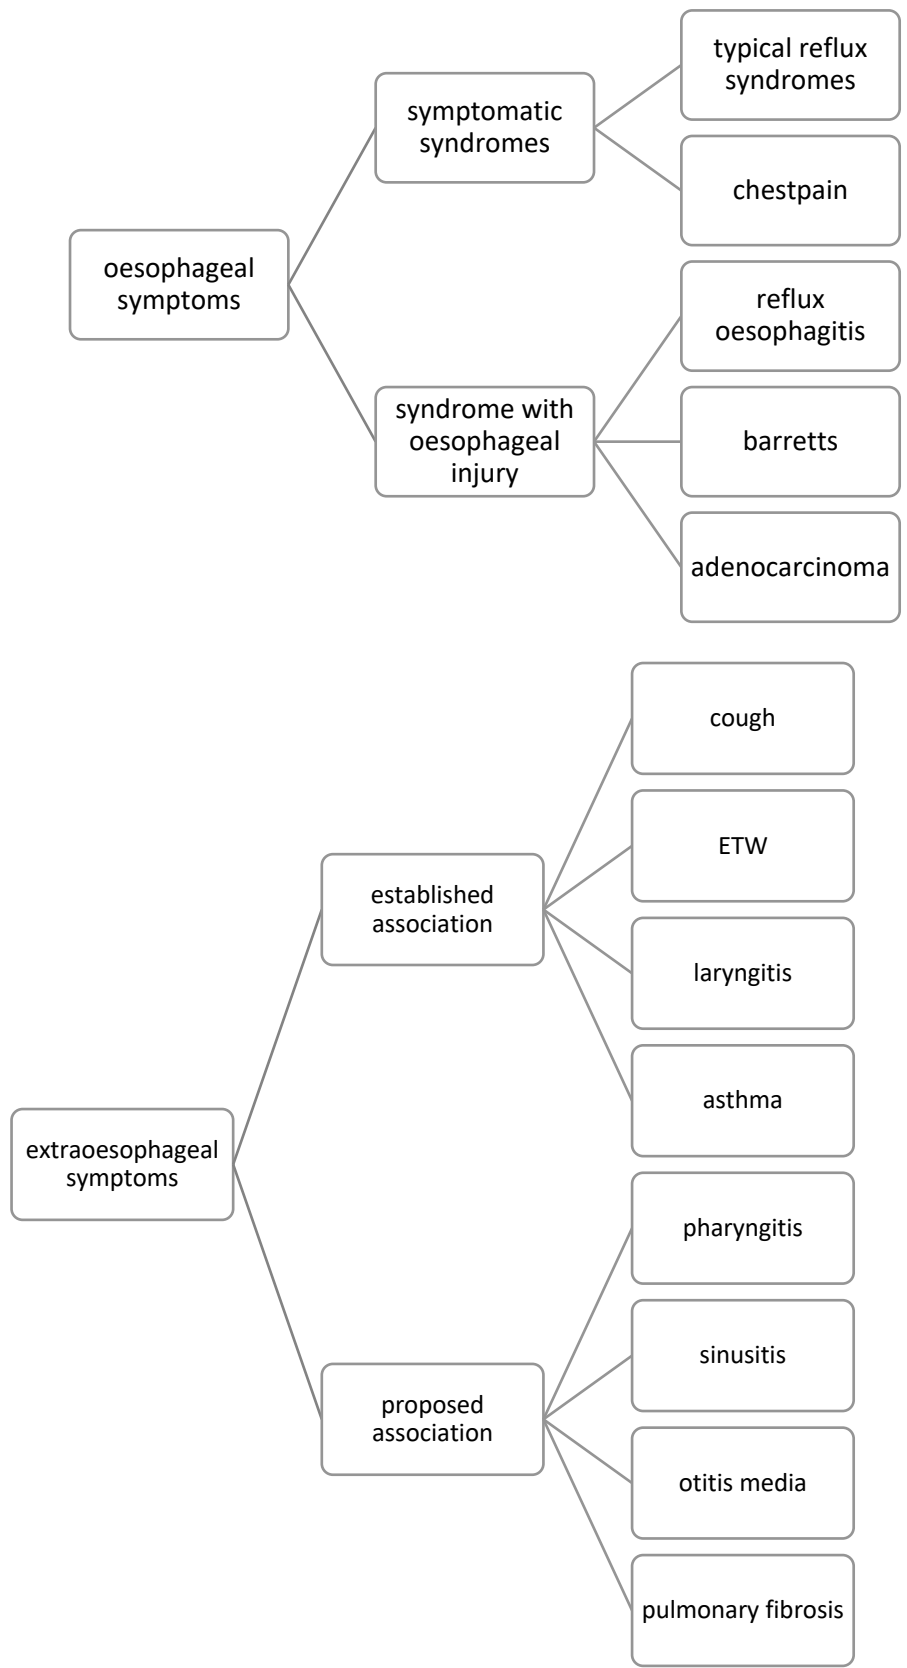 oesophageal
symptoms
symptomatic
syndromes
typical reflux
syndromes
chestpain
syndrome with
oesophageal
injury
reflux
oesophagitis
barretts
adenocarcinoma
extraoesophageal
symptoms
established
association
cough
ETW
laryngitis
asthma
proposed
association
pharyngitis
sinusitis
otitis media
pulmonary fibrosis